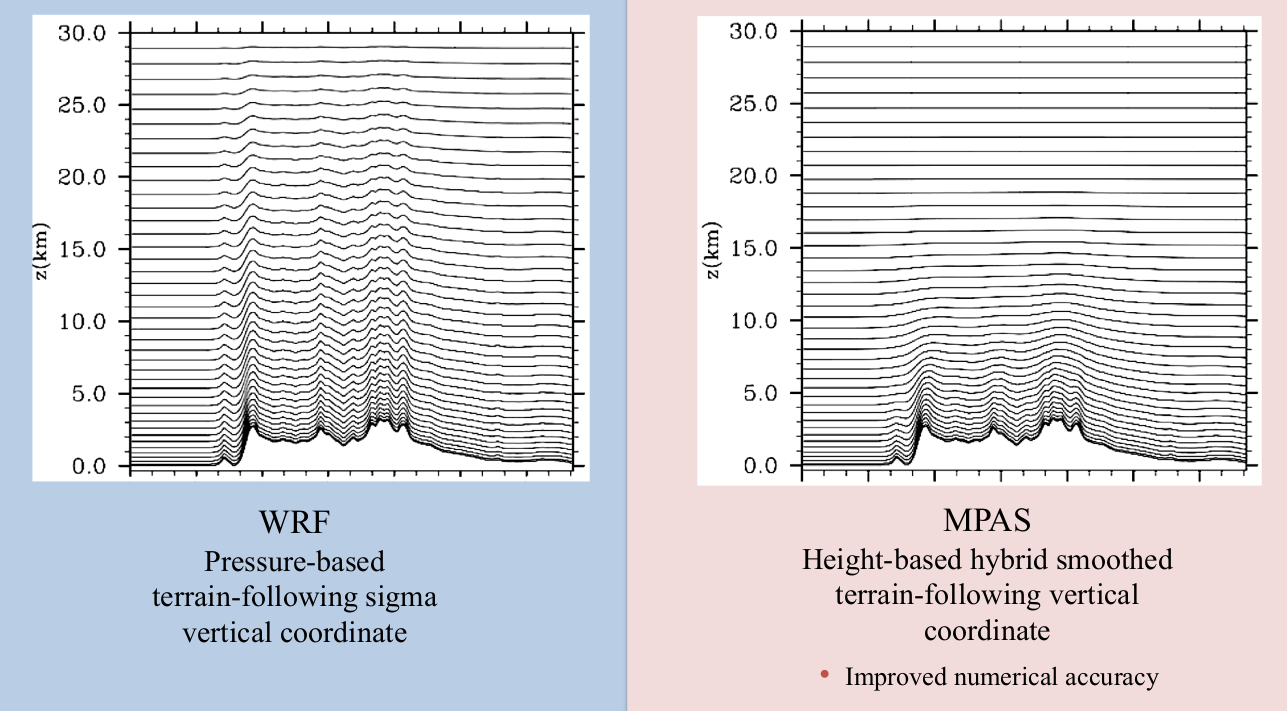 30.0
25.0
20.0
15.0
10.0
5.0
0.0
z(km)
WRF
Pressure-based
terrain-following sigma
vertical coordinate
30.0
25.0
20.0
15.0
10.0
5.0
0.0
z(km)
MPAS
Height-based hybrid smoothed
terrain-following vertical
coordinate
• Improved numerical accuracy